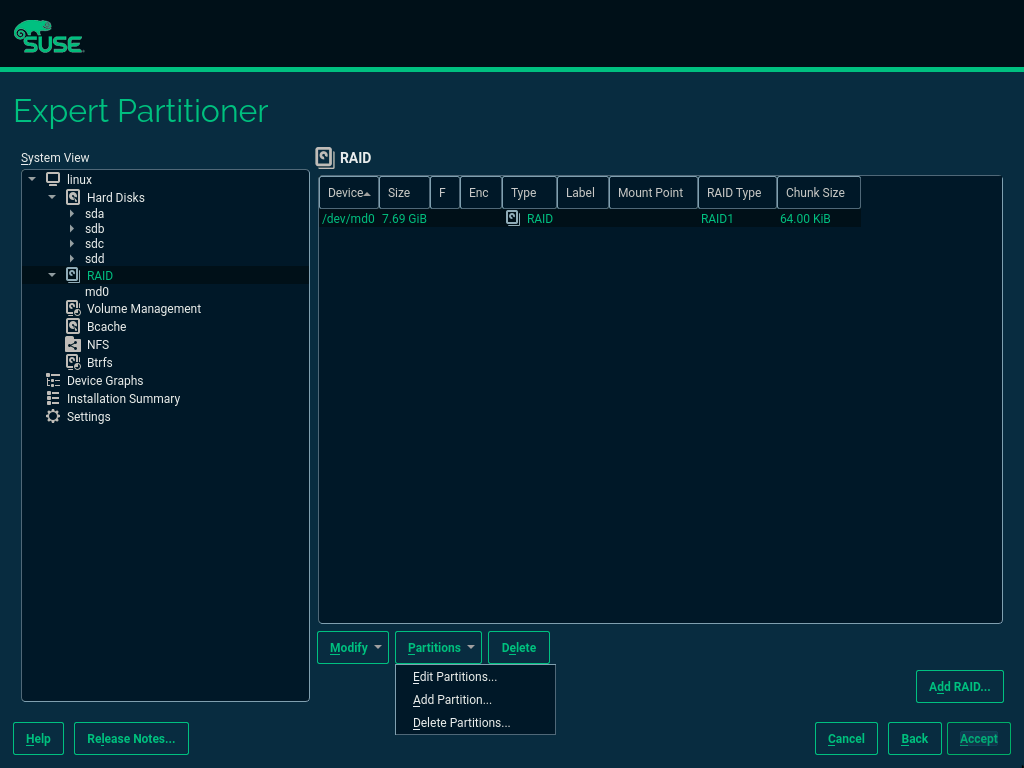 SUSE
Expert Partitioner
System View
linux
Hard Disks
sda
sdb
sdc
sdd
RAID
md0
Volume Management
Bcache
NFS
Btrfs
Device Graphs
Installation Summary
Settings
RAID
Device Size F Enc Type Label Mount Point RAID Type Chunk Size
/dev/md0 7.69 GiB RAID RAID1 64.00 KiB
Modify Partitions Delete
Edit Partitions...
Add Partition...
Delete Partitions...
Add RAID...
Help Release Notes... Cancel Back Accept